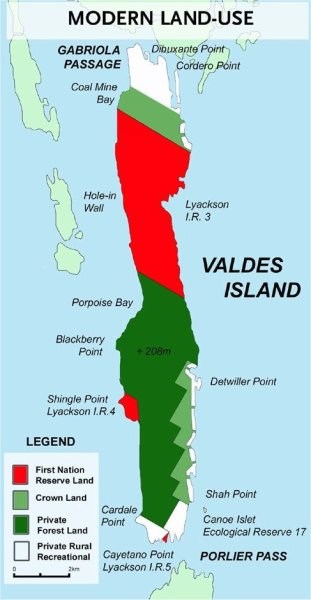 MODERN LAND-USE
GABRIOLA
PASSAGE
Dibuxante Point
Cordero Point
Coal Mine
Bay
Hole-in
Wall
Lyackson
I.R. 3
VALDES
ISLAND
Porpoise Bay
Blackberry
Point
+ 208m
Detwiller Point
Shingle Point
Lyackson I.R.4
LEGEND
First Nation
Reserve Land
Crown Land
Private
Forest Land
Private Rural
Recreational
0
2km
Shah Point
Cardale
Point
Canoe Islet
Ecological Reserve 17
Cayetano Point
Lyackson I.R.5
PORLIER PASS